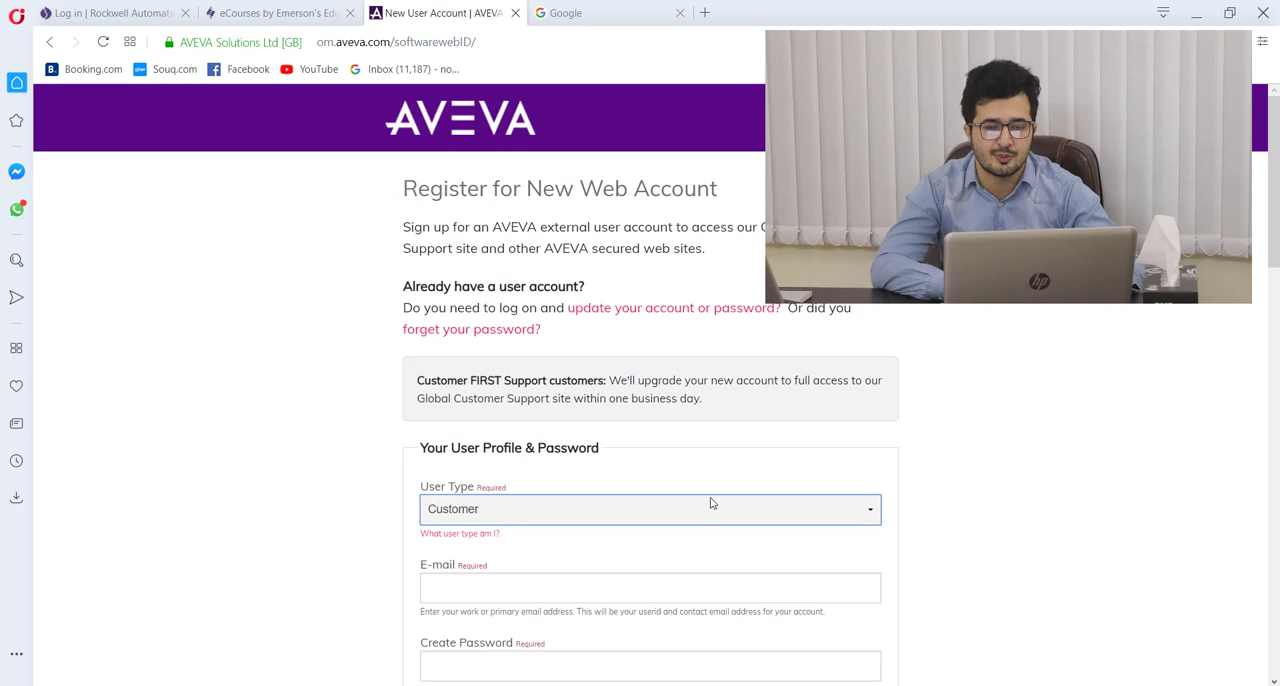 Log in | Rockwell Automati
eCourses by Emerson's Edu
New User Account | AVEVA
Google
AVEVA Solutions Ltd [GB]
om.aveva.com/softwarewebID/
B. Booking.com
Souq.com
Facebook
YouTube
Inbox (11,187) - no...
AVEVA
Register for New Web Account
Sign up for an AVEVA external user account to access our
Support site and other AVEVA secured web sites.
Already have a user account?
Do you need to log on and update your account or password? Or did you
forget your password?
Customer FIRST Support customers: We'll upgrade your new account to full access to our
Global Customer Support site within one business day.
Your User Profile & Password
User Type Required
Customer
What user type am I?
E-mail Required
Enter your work or primary email address. This will be your userid and contact email address for your account.
Create Password Required
hp